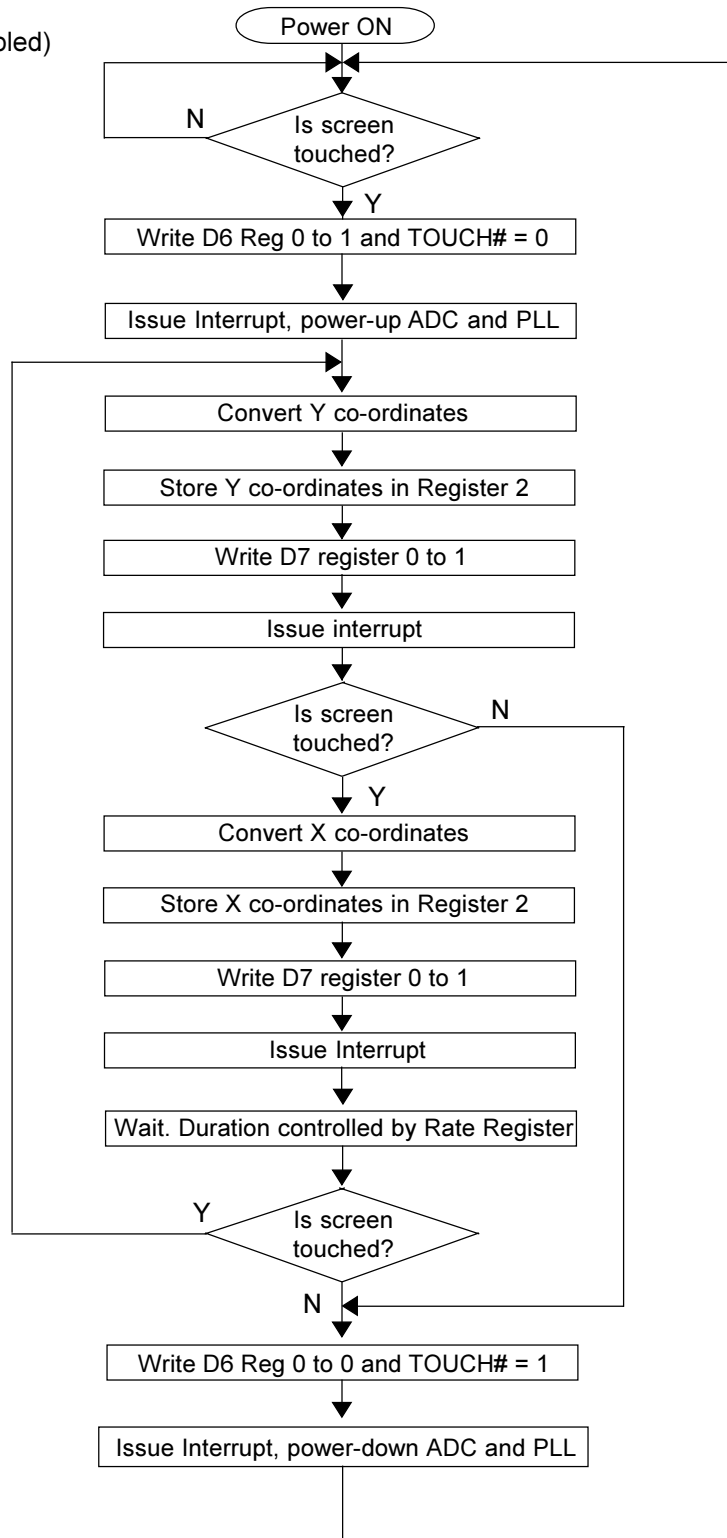 Power ON
N
Is screen
touched?
Y
Write D6 Reg 0 to 1 and TOUCH# = 0
Issue Interrupt, power-up ADC and PLL
Convert Y co-ordinates
Store Y co-ordinates in Register 2
Write D7 register 0 to 1
Issue interrupt
Is screen
touched?
N
Y
Convert X co-ordinates
Store X co-ordinates in Register 2
Write D7 register 0 to 1
Issue Interrupt
Wait. Duration controlled by Rate Register
Y
Is screen
touched?
N
Write D6 Reg 0 to 0 and TOUCH# = 1
Issue Interrupt, power-down ADC and PLL